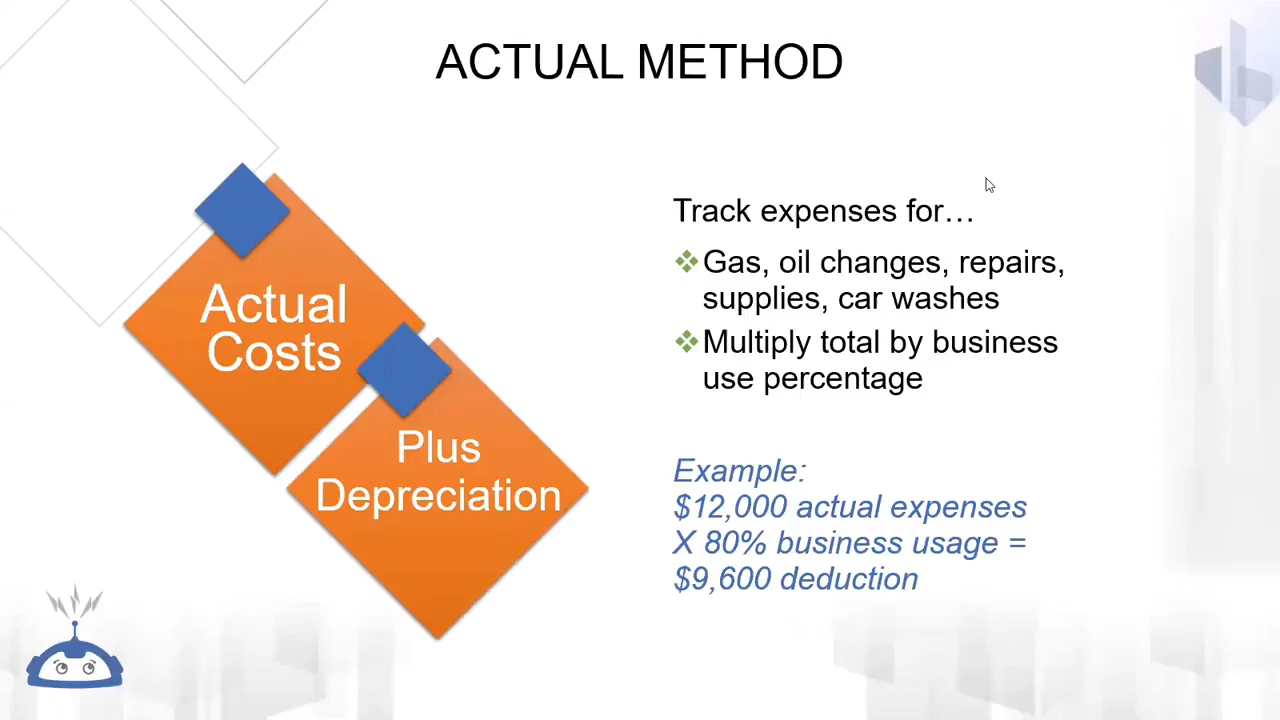 ACTUAL METHOD
Actual
Costs
Plus
Depreciation
Track expenses for…
Gas, oil changes, repairs,
supplies, car washes
Multiply total by business
use percentage
Example:
$12,000 actual expenses
X 80% business usage =
$9,600 deduction